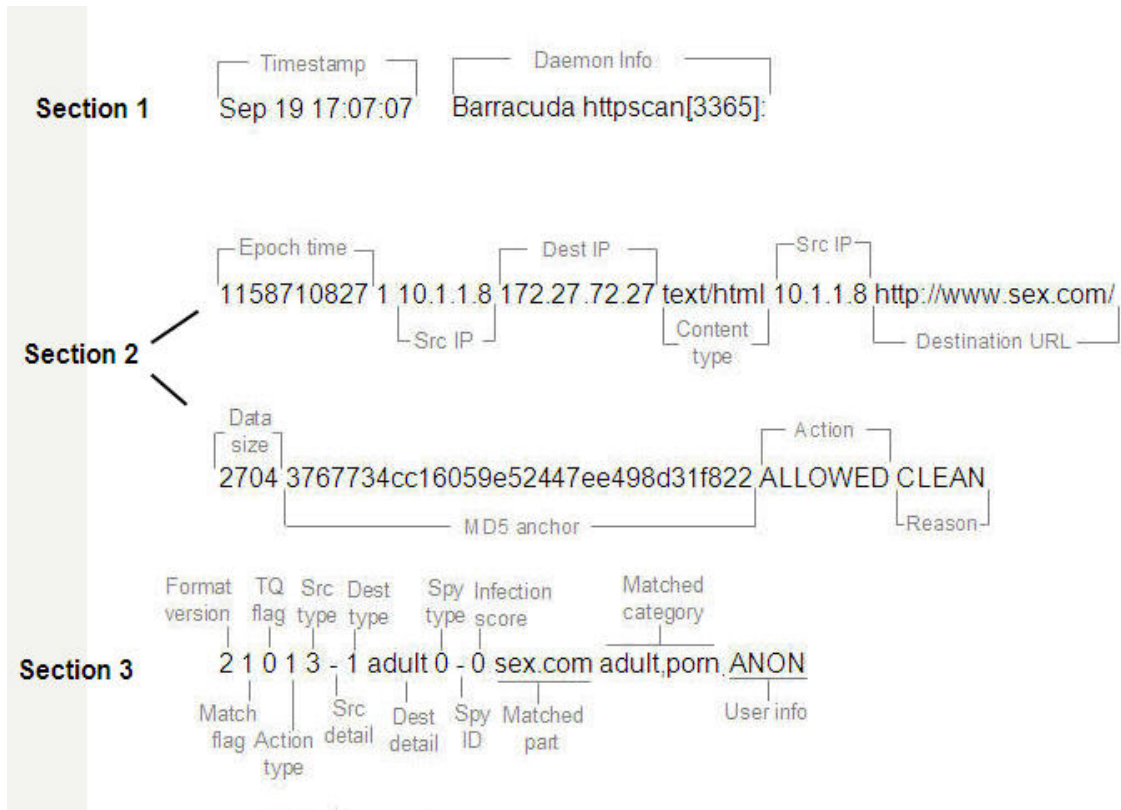 Timestamp Daemon Info
Section 1 Sep 19 17:07:07 Barracuda httpscan[3365]:
Epoch time Dest IP Src IP
1158710827 1 10.1.1.8 172.27.72.27 text/html 10.1.1.8 http://www.sex.com/
Src IP Content type Destination URL
Section 2
Data size Action
2704 3767734cc16059e52447ee498d31f822 ALLOWED CLEAN
MD5 anchor Reason
Format version TQ flag Src type Dest type Spy type Infection score Matched category
Section 3 2 1 0 1 3 - 1 adult 0 - 0 sex.com adult,porn ANON
Match flag Action type Src detail Dest detail Spy ID Matched part User info